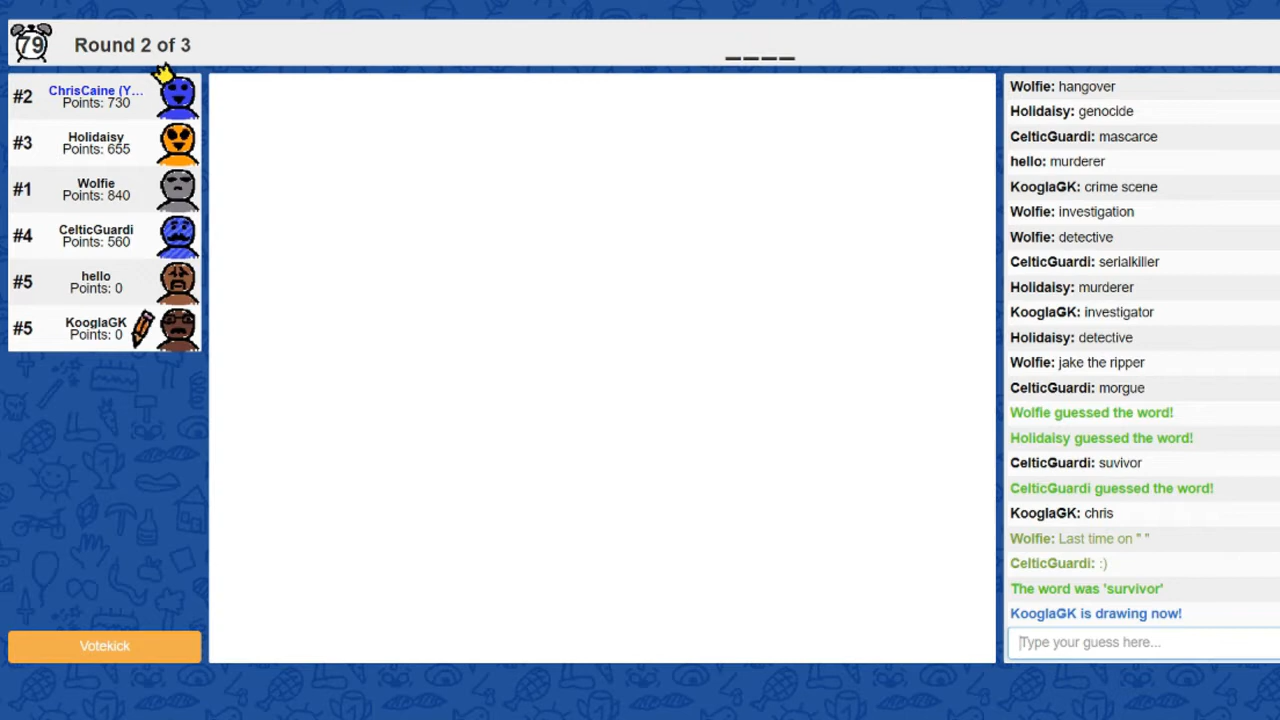 79
Round 2 of 3
____
#2
ChrisCaine (Y...
Points: 730
#3
Holidaisy
Points: 655
#1
Wolfie
Points: 840
#4
CelticGuardi
Points: 560
#5
hello
Points: 0
#5
KooglaGK
Points: 0
Votekick
Wolfie: hangover
Holidaisy: genocide
CelticGuardi: mascarce
hello: murderer
KooglaGK: crime scene
Wolfie: investigation
Wolfie: detective
CelticGuardi: serialkiller
Holidaisy: murderer
KooglaGK: investigator
Holidaisy: detective
Wolfie: jake the ripper
CelticGuardi: morgue
Wolfie guessed the word!
Holidaisy guessed the word!
CelticGuardi: suvivor
CelticGuardi guessed the word!
KooglaGK: chris
Wolfie: Last time on " "
CelticGuardi: :)
The word was 'survivor'
KooglaGK is drawing now!
Type your guess here...